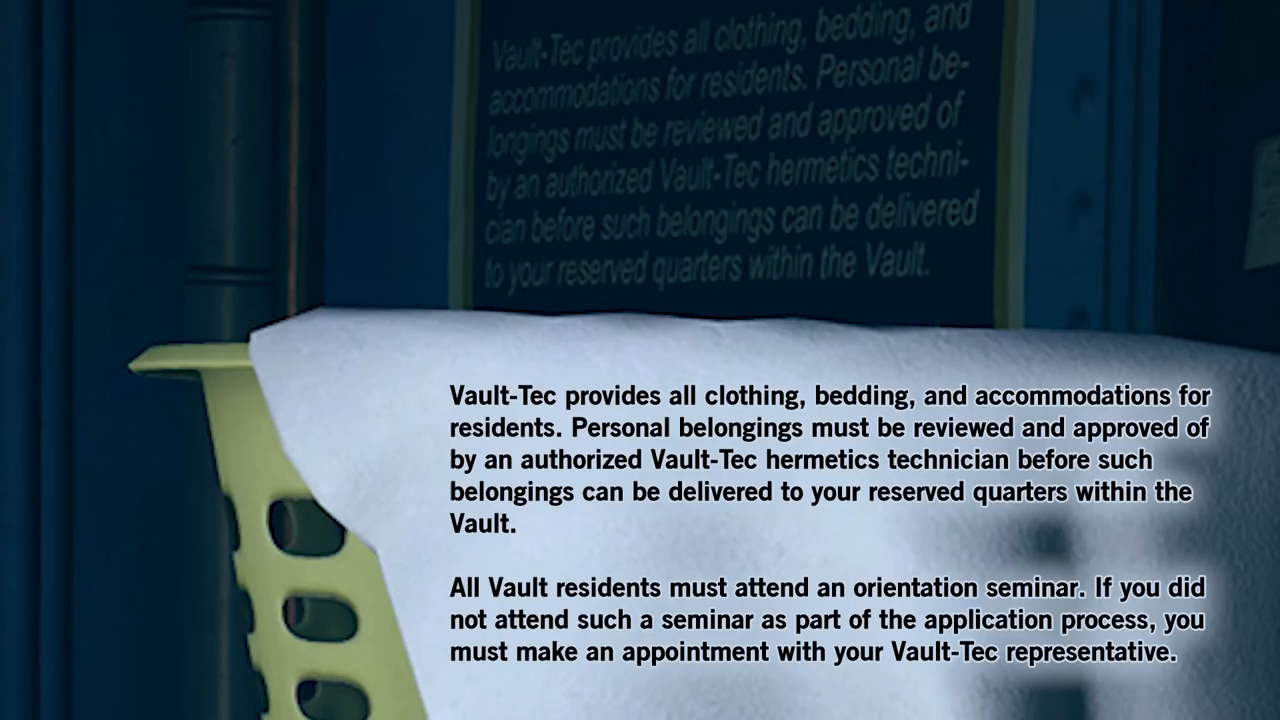 Vault-Tec provides all clothing, bedding, and
accommodations for residents. Personal be-
longings must be reviewed and approved of
by an authorized Vault-Tec hermetics techni-
cian before such belongings can be delivered
to your reserved quarters within the Vault.
Vault-Tec provides all clothing, bedding, and accommodations for
residents. Personal belongings must be reviewed and approved of
by an authorized Vault-Tec hermetics technician before such
belongings can be delivered to your reserved quarters within the
Vault.
All Vault residents must attend an orientation seminar. If you did
not attend such a seminar as part of the application process, you
must make an appointment with your Vault-Tec representative.